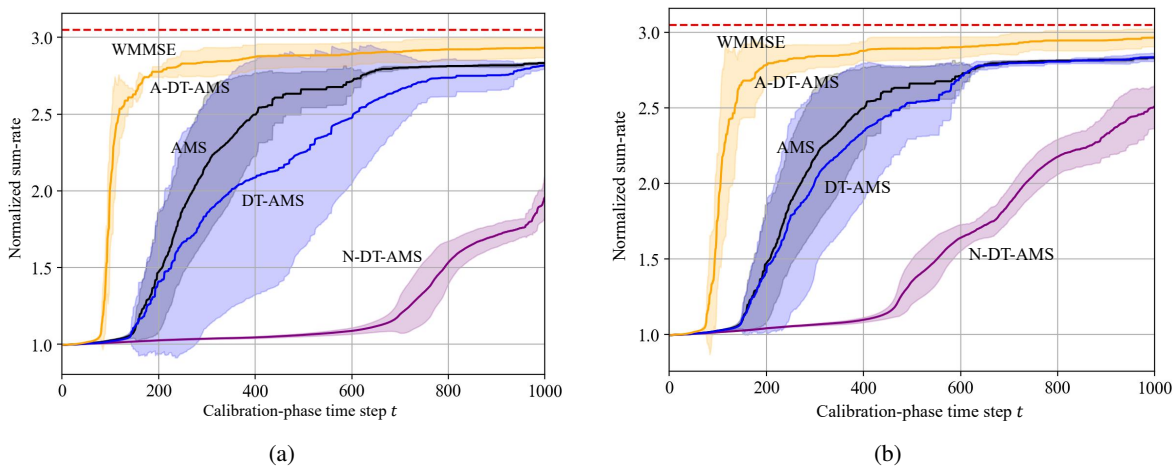 3.0
2.5
2.0
1.5
1.0
Normalized sum-rate
WMMSE
A-DT-AMS
AMS
DT-AMS
N-DT-AMS
0 200 400 600 800 1000
Calibration-phase time step t
(a)
3.0
2.5
2.0
1.5
1.0
Normalized sum-rate
WMMSE
A-DT-AMS
AMS
DT-AMS
N-DT-AMS
0 200 400 600 800 1000
Calibration-phase time step t
(b)